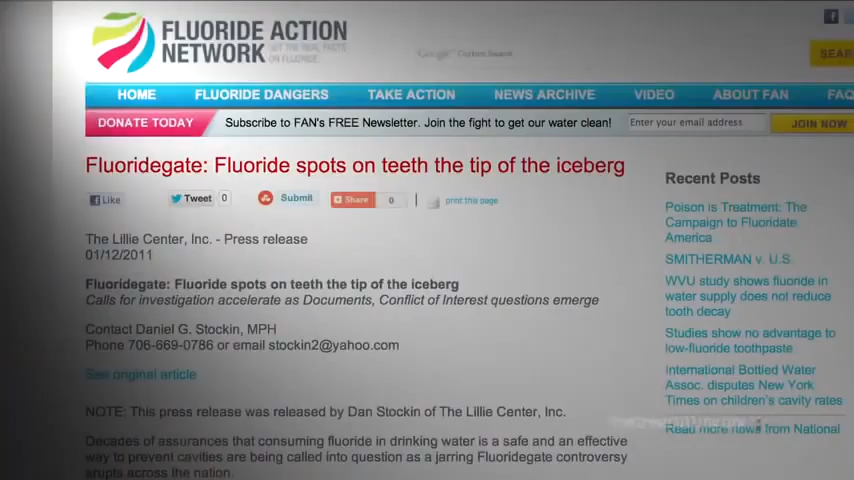 FLUORIDE ACTION
NETWORK
SEAR
HOME FLUORIDE DANGERS TAKE ACTION NEWS ARCHIVE VIDEO ABOUT FAN FAQ
DONATE TODAY Subscribe to FAN's FREE Newsletter. Join the fight to get our water clean! Enter your email address JOIN NOW
Fluoridegate: Fluoride spots on teeth the tip of the iceberg
Like Tweet 0 Submit Share 0 print this page
The Lillie Center, Inc. - Press release
01/12/2011
Fluoridegate: Fluoride spots on teeth the tip of the iceberg
Calls for investigation accelerate as Documents, Conflict of Interest questions emerge
Contact Daniel G. Stockin, MPH
Phone 706-669-0786 or email stockin2@yahoo.com
See original article
NOTE: This press release was released by Dan Stockin of The Lillie Center, Inc.
Decades of assurances that consuming fluoride in drinking water is a safe and an effective
way to prevent cavities are being called into question as a jarring Fluoridegate controversy
erupts across the nation.
Recent Posts
Poison is Treatment: The
Campaign to Fluoridate
America
SMITHERMAN v. U.S.
WVU study shows fluoride in
water supply does not reduce
tooth decay
Studies show no advantage to
low-fluoride toothpaste
International Bottled Water
Assoc. disputes New York
Times on children's cavity rates
Read more news from National